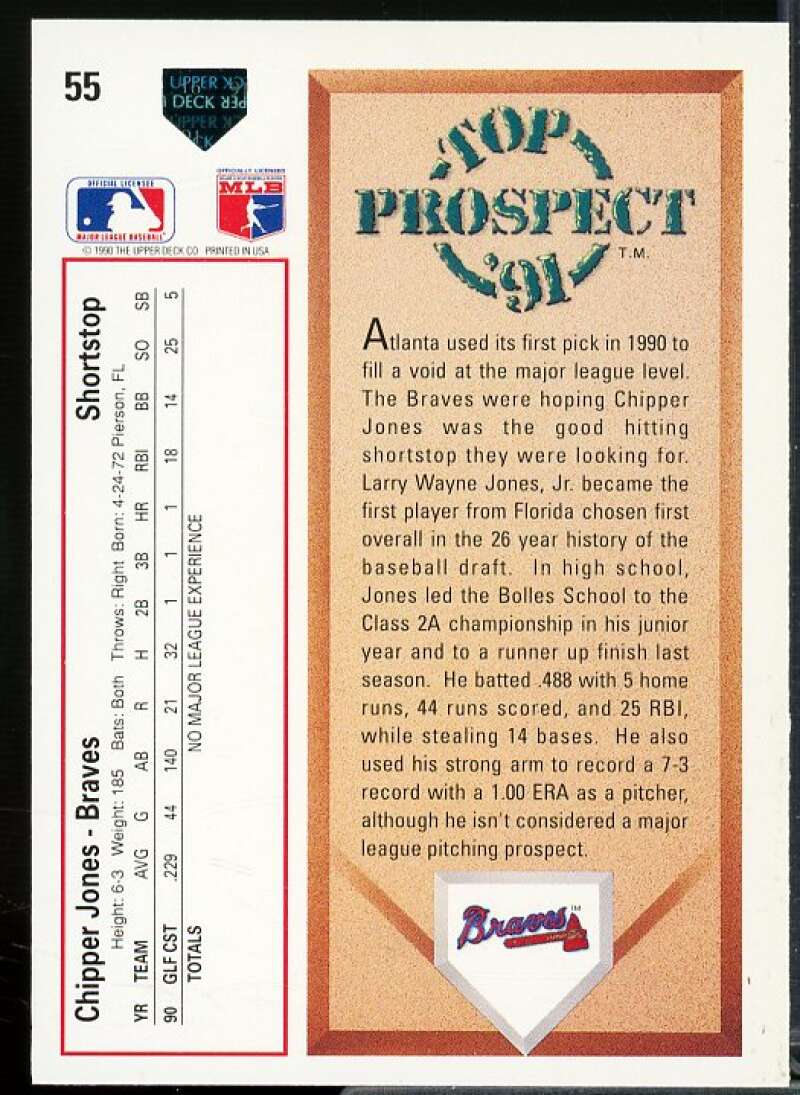 55
UPPER
DECK
OFFICIAL LICENSEE
MAJOR LEAGUE BASEBALL
OFFICIALLY LICENSED
MLB
© 1990 THE UPPER DECK CO. PRINTED IN USA
Chipper Jones - Braves Shortstop
Height: 6-3 Weight: 185 Bats: Both Throws: Right Born: 4-24-72 Pierson, FL
YR TEAM AVG G AB R H 2B 3B HR RBI BB SO SB
90 GLF CST .229 44 140 21 32 1 1 1 18 14 25 5
TOTALS NO MAJOR LEAGUE EXPERIENCE
TOP
PROSPECT
T.M.
'91
Atlanta used its first pick in 1990 to
fill a void at the major league level.
The Braves were hoping Chipper
Jones was the good hitting
shortstop they were looking for.
Larry Wayne Jones, Jr. became the
first player from Florida chosen first
overall in the 26 year history of the
baseball draft. In high school,
Jones led the Bolles School to the
Class 2A championship in his junior
year and to a runner up finish last
season. He batted .488 with 5 home
runs, 44 runs scored, and 25 RBI,
while stealing 14 bases. He also
used his strong arm to record a 7-3
record with a 1.00 ERA as a pitcher,
although he isn't considered a major
league pitching prospect.
Braves™